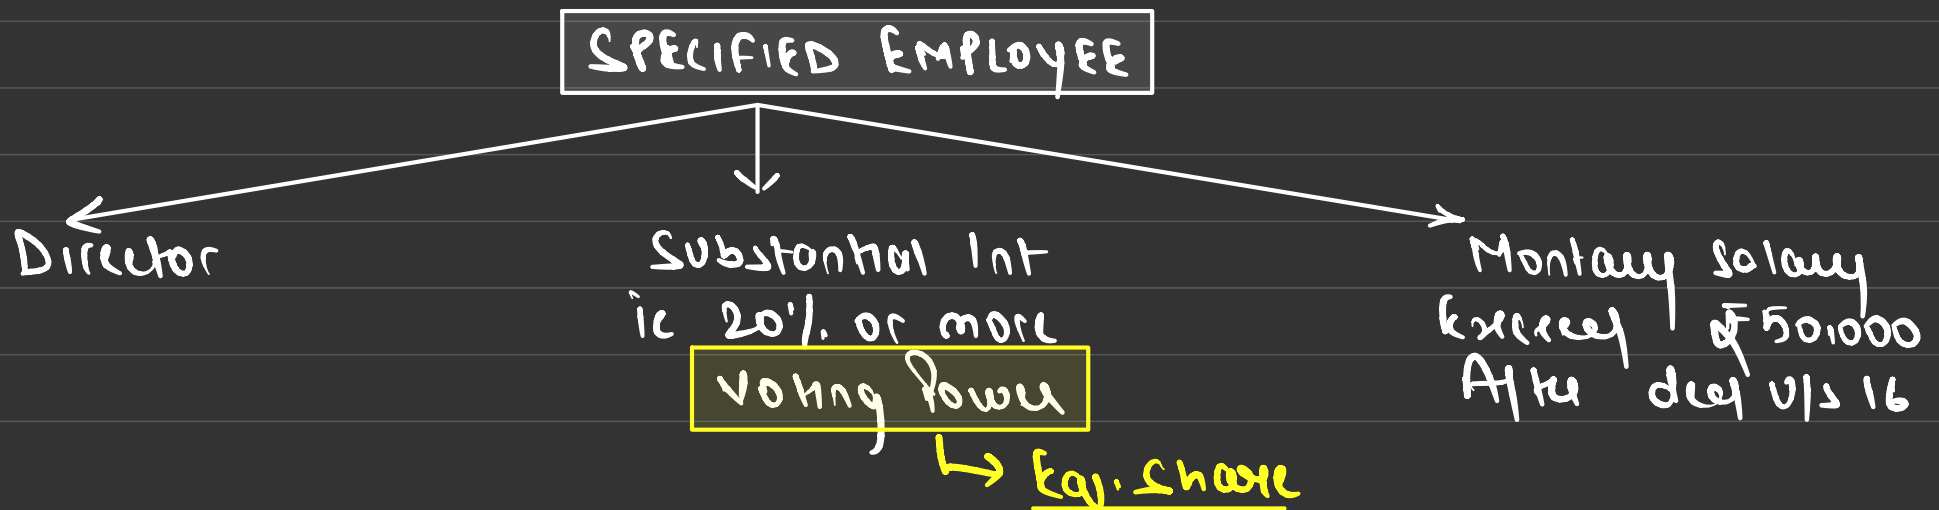 SPECIFIED EMPLOYEE
Director
Substantial Int
ie 20% or more
Voting Power
Eq. Share
Montary Salary
Exceed ₹50,000
After ded u/s 16